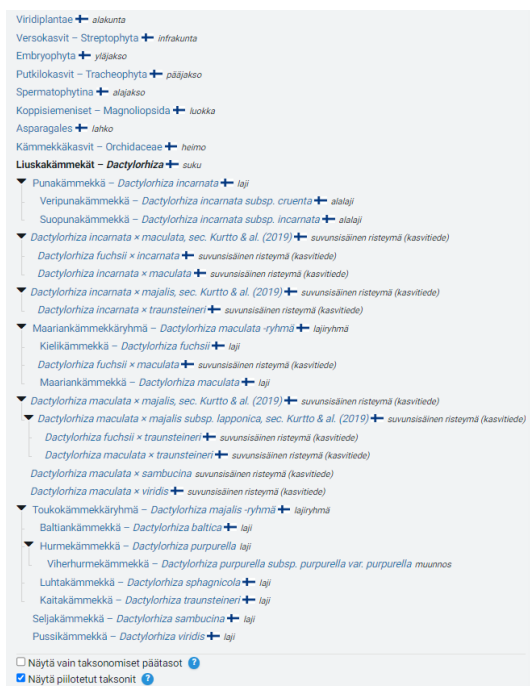 Viridiplantae alakunta
Versokasvit – Streptophyta infrakunta
Embryophyta yläjakso
Putkilokasvit – Tracheophyta pääjakso
Spermatophytina alajakso
Koppisiemeniset – Magnoliopsida luokka
Asparagales lahko
Kämmekkäkasvit – Orchidaceae heimo
Liuskakämmekät – Dactylorhiza suku
Punakämmekkä – Dactylorhiza incarnata laji
Veripunakämmekkä – Dactylorhiza incarnata subsp. cruenta alalaji
Suopunakämmekkä – Dactylorhiza incarnata subsp. incarnata alalaji
Dactylorhiza incarnata × maculata, sec. Kurtto & al. (2019) suvunsisäinen risteymä (kasvitiede)
Dactylorhiza fuchsii × incarnata suvunsisäinen risteymä (kasvitiede)
Dactylorhiza incarnata × maculata suvunsisäinen risteymä (kasvitiede)
Dactylorhiza incarnata × majalis, sec. Kurtto & al. (2019) suvunsisäinen risteymä (kasvitiede)
Dactylorhiza incarnata × traunsteineri suvunsisäinen risteymä (kasvitiede)
Maariankämmekkäryhmä – Dactylorhiza maculata -ryhmä lajiryhmä
Kielikämmekkä – Dactylorhiza fuchsii laji
Dactylorhiza fuchsii × maculata suvunsisäinen risteymä (kasvitiede)
Maariankämmekkä – Dactylorhiza maculata laji
Dactylorhiza maculata × majalis, sec. Kurtto & al. (2019) suvunsisäinen risteymä (kasvitiede)
Dactylorhiza maculata × majalis subsp. lapponica, sec. Kurtto & al. (2019) suvunsisäinen risteymä (kasvitiede)
Dactylorhiza fuchsii × traunsteineri suvunsisäinen risteymä (kasvitiede)
Dactylorhiza maculata × traunsteineri suvunsisäinen risteymä (kasvitiede)
Dactylorhiza maculata × sambucina suvunsisäinen risteymä (kasvitiede)
Dactylorhiza maculata × viridis suvunsisäinen risteymä (kasvitiede)
Toukokämmekkäryhmä – Dactylorhiza majalis -ryhmä lajiryhmä
Baltiankämmekkä – Dactylorhiza baltica laji
Hurmekämmekkä – Dactylorhiza purpurella laji
Viherhurmekämmekkä – Dactylorhiza purpurella subsp. purpurella var. purpurella muunnos
Luhtakämmekkä – Dactylorhiza sphagnicola laji
Kaitakämmekkä – Dactylorhiza traunsteineri laji
Seljakämmekkä – Dactylorhiza sambucina laji
Pussikämmekkä – Dactylorhiza viridis laji
Näytä vain taksonomiset päätasot ?
Näytä piilotetut taksonit ?